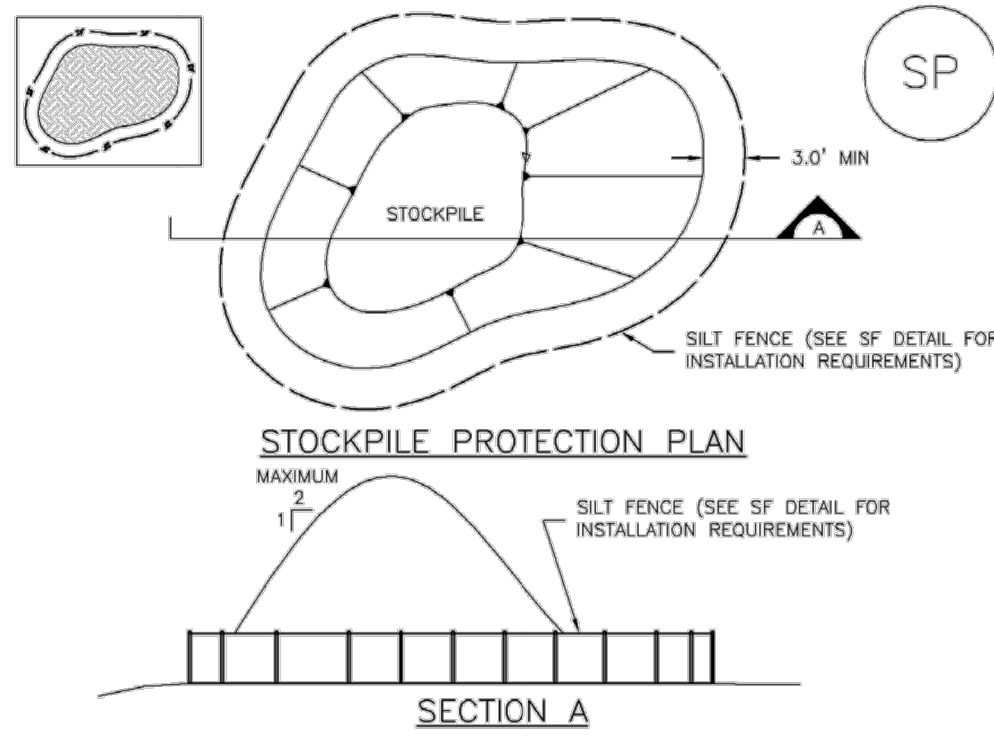 SP
3.0' MIN
STOCKPILE
A
SILT FENCE (SEE SF DETAIL FOR
INSTALLATION REQUIREMENTS)
STOCKPILE PROTECTION PLAN
MAXIMUM
2
1
SILT FENCE (SEE SF DETAIL FOR
INSTALLATION REQUIREMENTS)
SECTION A